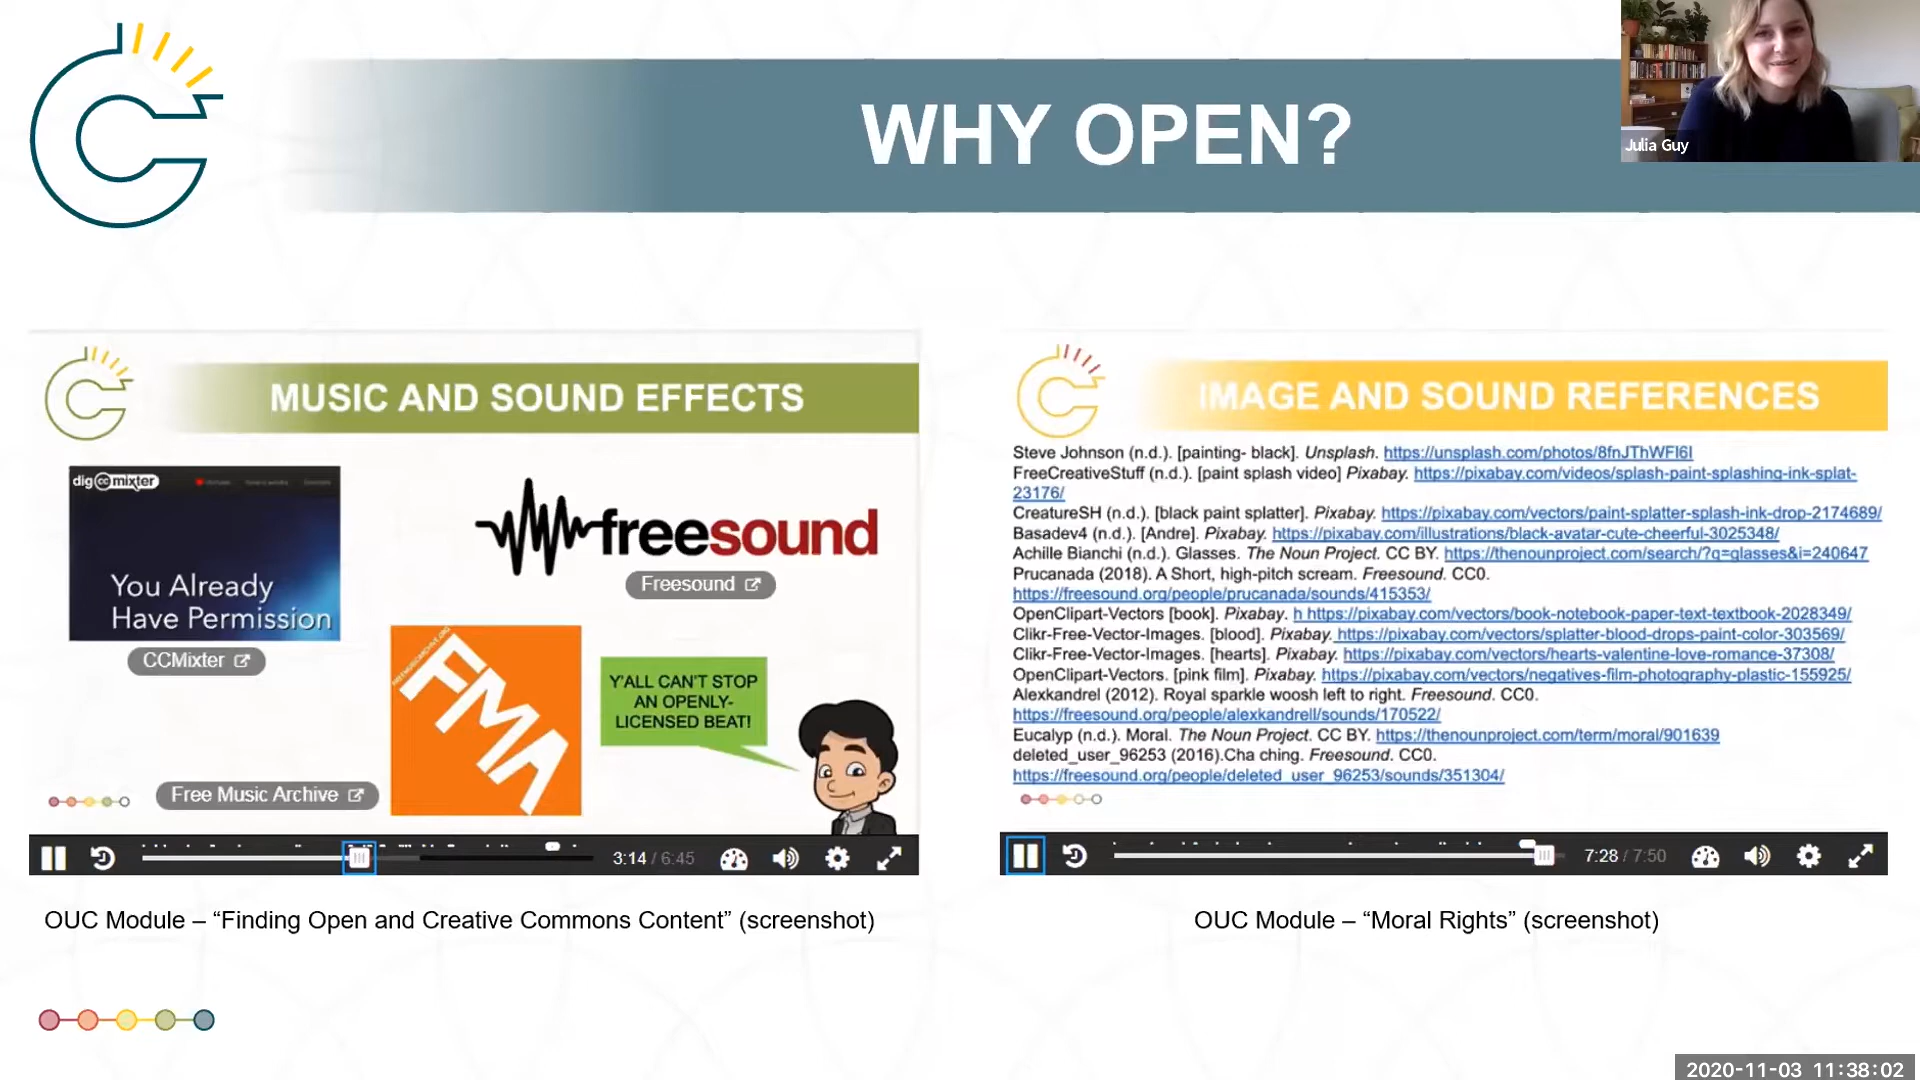 WHY OPEN?
Julia Guy
MUSIC AND SOUND EFFECTS
dig ccmixter
You Already
Have Permission
CCMixter
freesound
Freesound
FREEMUSICARCHIVE.ORG
FMA
Free Music Archive
Y'ALL CAN'T STOP
AN OPENLY-
LICENSED BEAT!
3:14 / 6:45
OUC Module – “Finding Open and Creative Commons Content” (screenshot)
IMAGE AND SOUND REFERENCES
Steve Johnson (n.d.). [painting- black]. Unsplash. https://unsplash.com/photos/8fnJThWFI6I
FreeCreativeStuff (n.d.). [paint splash video] Pixabay. https://pixabay.com/videos/splash-paint-splashing-ink-splat-
23176/
CreatureSH (n.d.). [black paint splatter]. Pixabay. https://pixabay.com/vectors/paint-splatter-splash-ink-drop-2174689/
Basadev4 (n.d.). [Andre]. Pixabay. https://pixabay.com/illustrations/black-avatar-cute-cheerful-3025348/
Achille Bianchi (n.d.). Glasses. The Noun Project. CC BY. https://thenounproject.com/search/?q=glasses&i=240647
Prucanada (2018). A Short, high-pitch scream. Freesound. CC0.
https://freesound.org/people/prucanada/sounds/415353/
OpenClipart-Vectors [book]. Pixabay. h https://pixabay.com/vectors/book-notebook-paper-text-textbook-2028349/
Clikr-Free-Vector-Images. [blood]. Pixabay. https://pixabay.com/vectors/splatter-blood-drops-paint-color-303569/
Clikr-Free-Vector-Images. [hearts]. Pixabay. https://pixabay.com/vectors/hearts-valentine-love-romance-37308/
OpenClipart-Vectors. [pink film]. Pixabay. https://pixabay.com/vectors/negatives-film-photography-plastic-155925/
Alexkandrel (2012). Royal sparkle woosh left to right. Freesound. CC0.
https://freesound.org/people/alexkandrell/sounds/170522/
Eucalyp (n.d.). Moral. The Noun Project. CC BY. https://thenounproject.com/term/moral/901639
deleted_user_96253 (2016).Cha ching. Freesound. CC0.
https://freesound.org/people/deleted_user_96253/sounds/351304/
7:28 / 7:50
OUC Module – “Moral Rights” (screenshot)
2020-11-03 11:38:02